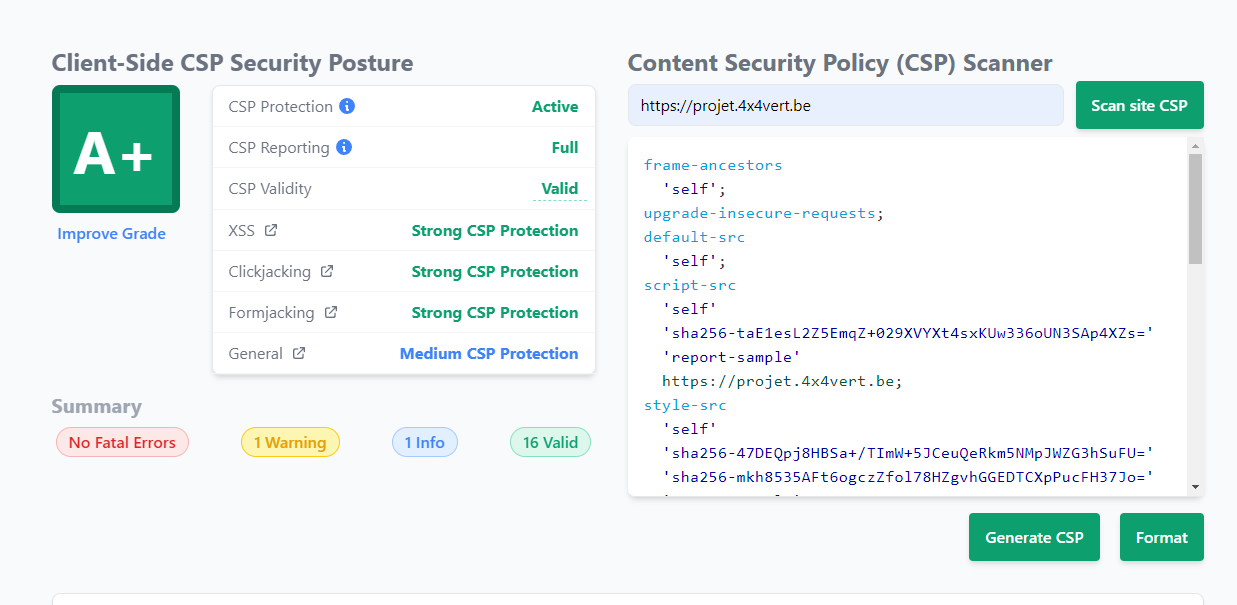 Client-Side CSP Security Posture
A+
Improve Grade
CSP Protection Active
CSP Reporting Full
CSP Validity Valid
XSS Strong CSP Protection
Clickjacking Strong CSP Protection
Formjacking Strong CSP Protection
General Medium CSP Protection
Summary
No Fatal Errors 1 Warning 1 Info 16 Valid
Content Security Policy (CSP) Scanner
https://projet.4x4vert.be Scan site CSP
frame-ancestors
'self';
upgrade-insecure-requests;
default-src
'self';
script-src
'self'
'sha256-taE1esL2Z5EmqZ+029XVYXt4sxKUw336oUN3SAp4XZs='
'report-sample'
https://projet.4x4vert.be;
style-src
'self'
'sha256-47DEQpj8HBSa+/TImW+5JCeuQeRkm5NMpJWZG3hSuFU='
'sha256-mkh8535AFt6ogczZfol78HZgvhGGEDTCXpPucFH37Jo='
Generate CSP Format